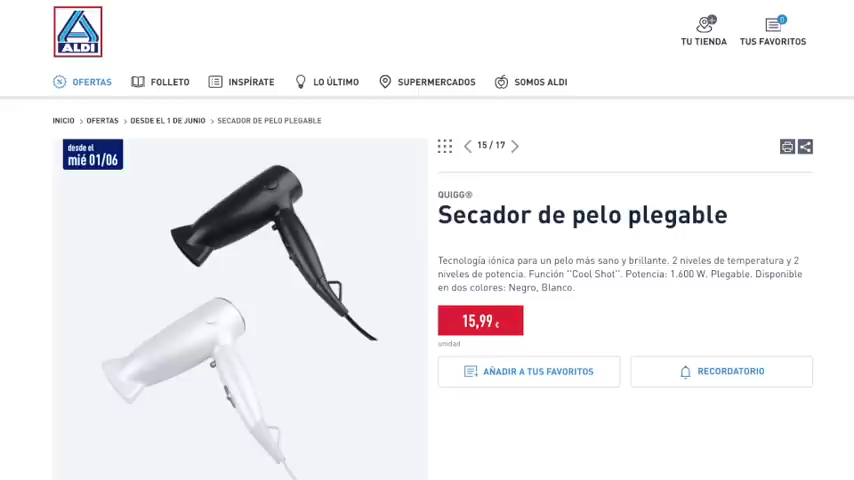 ALDI
TU TIENDA
0
TUS FAVORITOS
OFERTAS
FOLLETO
INSPÍRATE
LO ÚLTIMO
SUPERMERCADOS
SOMOS ALDI
INICIO > OFERTAS > DESDE EL 1 DE JUNIO > SECADOR DE PELO PLEGABLE
desde el
mié 01/06
15 / 17
QUIGG®
Secador de pelo plegable
Tecnología iónica para un pelo más sano y brillante. 2 niveles de temperatura y 2
niveles de potencia. Función "Cool Shot". Potencia: 1.600 W. Plegable. Disponible
en dos colores: Negro, Blanco.
15,99 €
unidad
AÑADIR A TUS FAVORITOS
RECORDATORIO